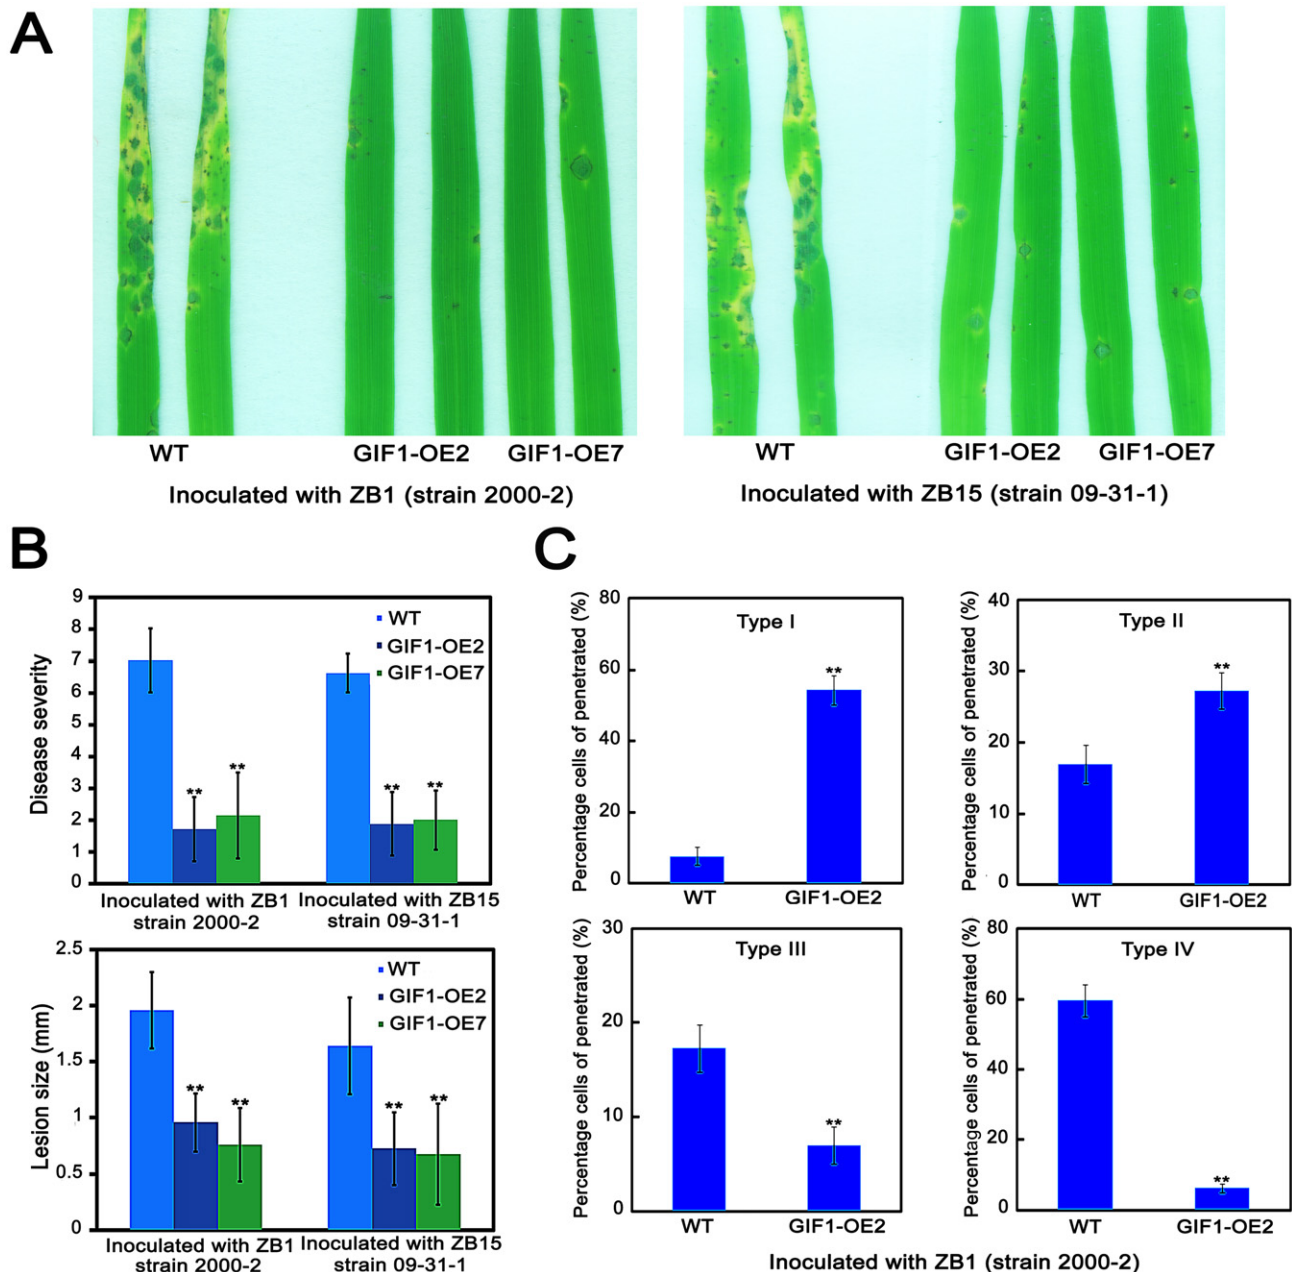 A
WT
GIF1-OE2
GIF1-OE7
Inoculated with ZB1 (strain 2000-2)
WT
GIF1-OE2
GIF1-OE7
Inoculated with ZB15 (strain 09-31-1)
B
Disease severity
9
8
7
6
5
4
3
2
1
0
WT
GIF1-OE2
GIF1-OE7
**
**
**
**
Inoculated with ZB1
strain 2000-2
Inoculated with ZB15
strain 09-31-1
Lesion size (mm)
2.5
2
1.5
1
0.5
0
WT
GIF1-OE2
GIF1-OE7
**
**
**
**
Inoculated with ZB1
strain 2000-2
Inoculated with ZB15
strain 09-31-1
C
Percentage cells of penetrated (%)
80
60
40
20
0
Type I
**
WT
GIF1-OE2
Percentage cells of penetrated (%)
40
30
20
10
0
Type II
**
WT
GIF1-OE2
Percentage cells of penetrated (%)
30
20
10
0
Type III
**
WT
GIF1-OE2
Percentage cells of penetrated (%)
80
60
40
20
0
Type IV
**
WT
GIF1-OE2
Inoculated with ZB1 (strain 2000-2)